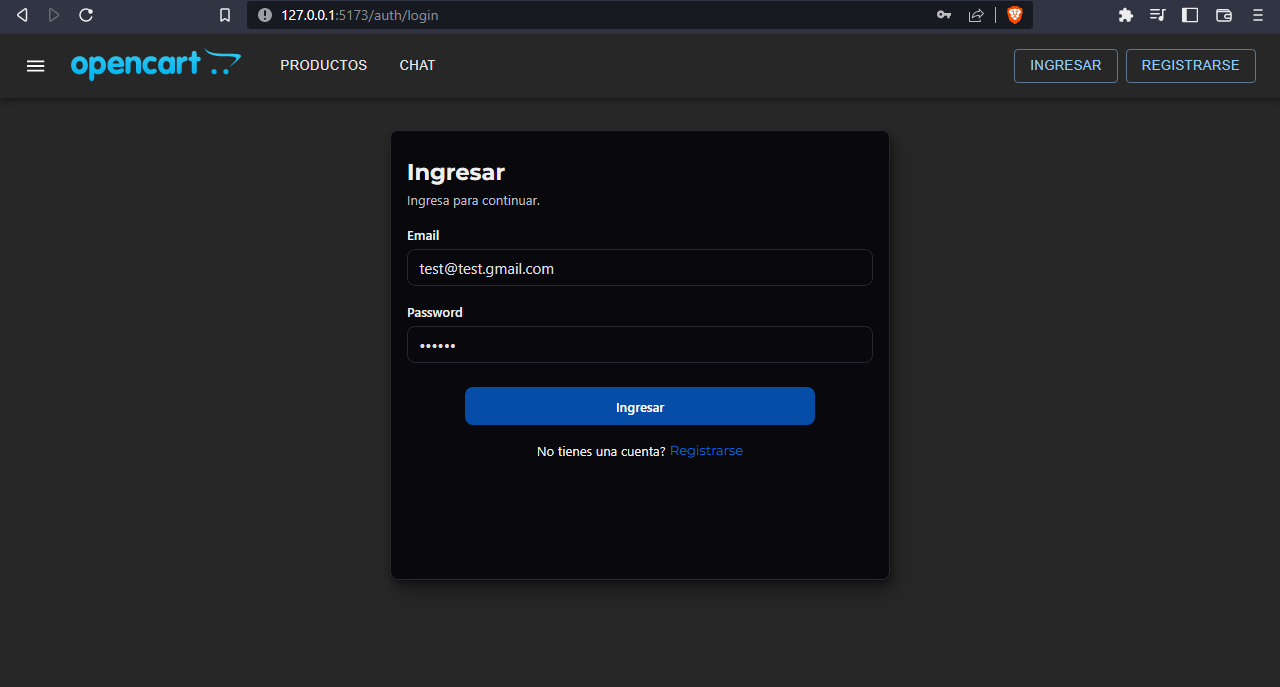 127.0.0.1:5173/auth/login
opencart PRODUCTOS CHAT INGRESAR REGISTRARSE
Ingresar
Ingresa para continuar.
Email
test@test.gmail.com
Password
••••••
Ingresar
No tienes una cuenta? Registrarse